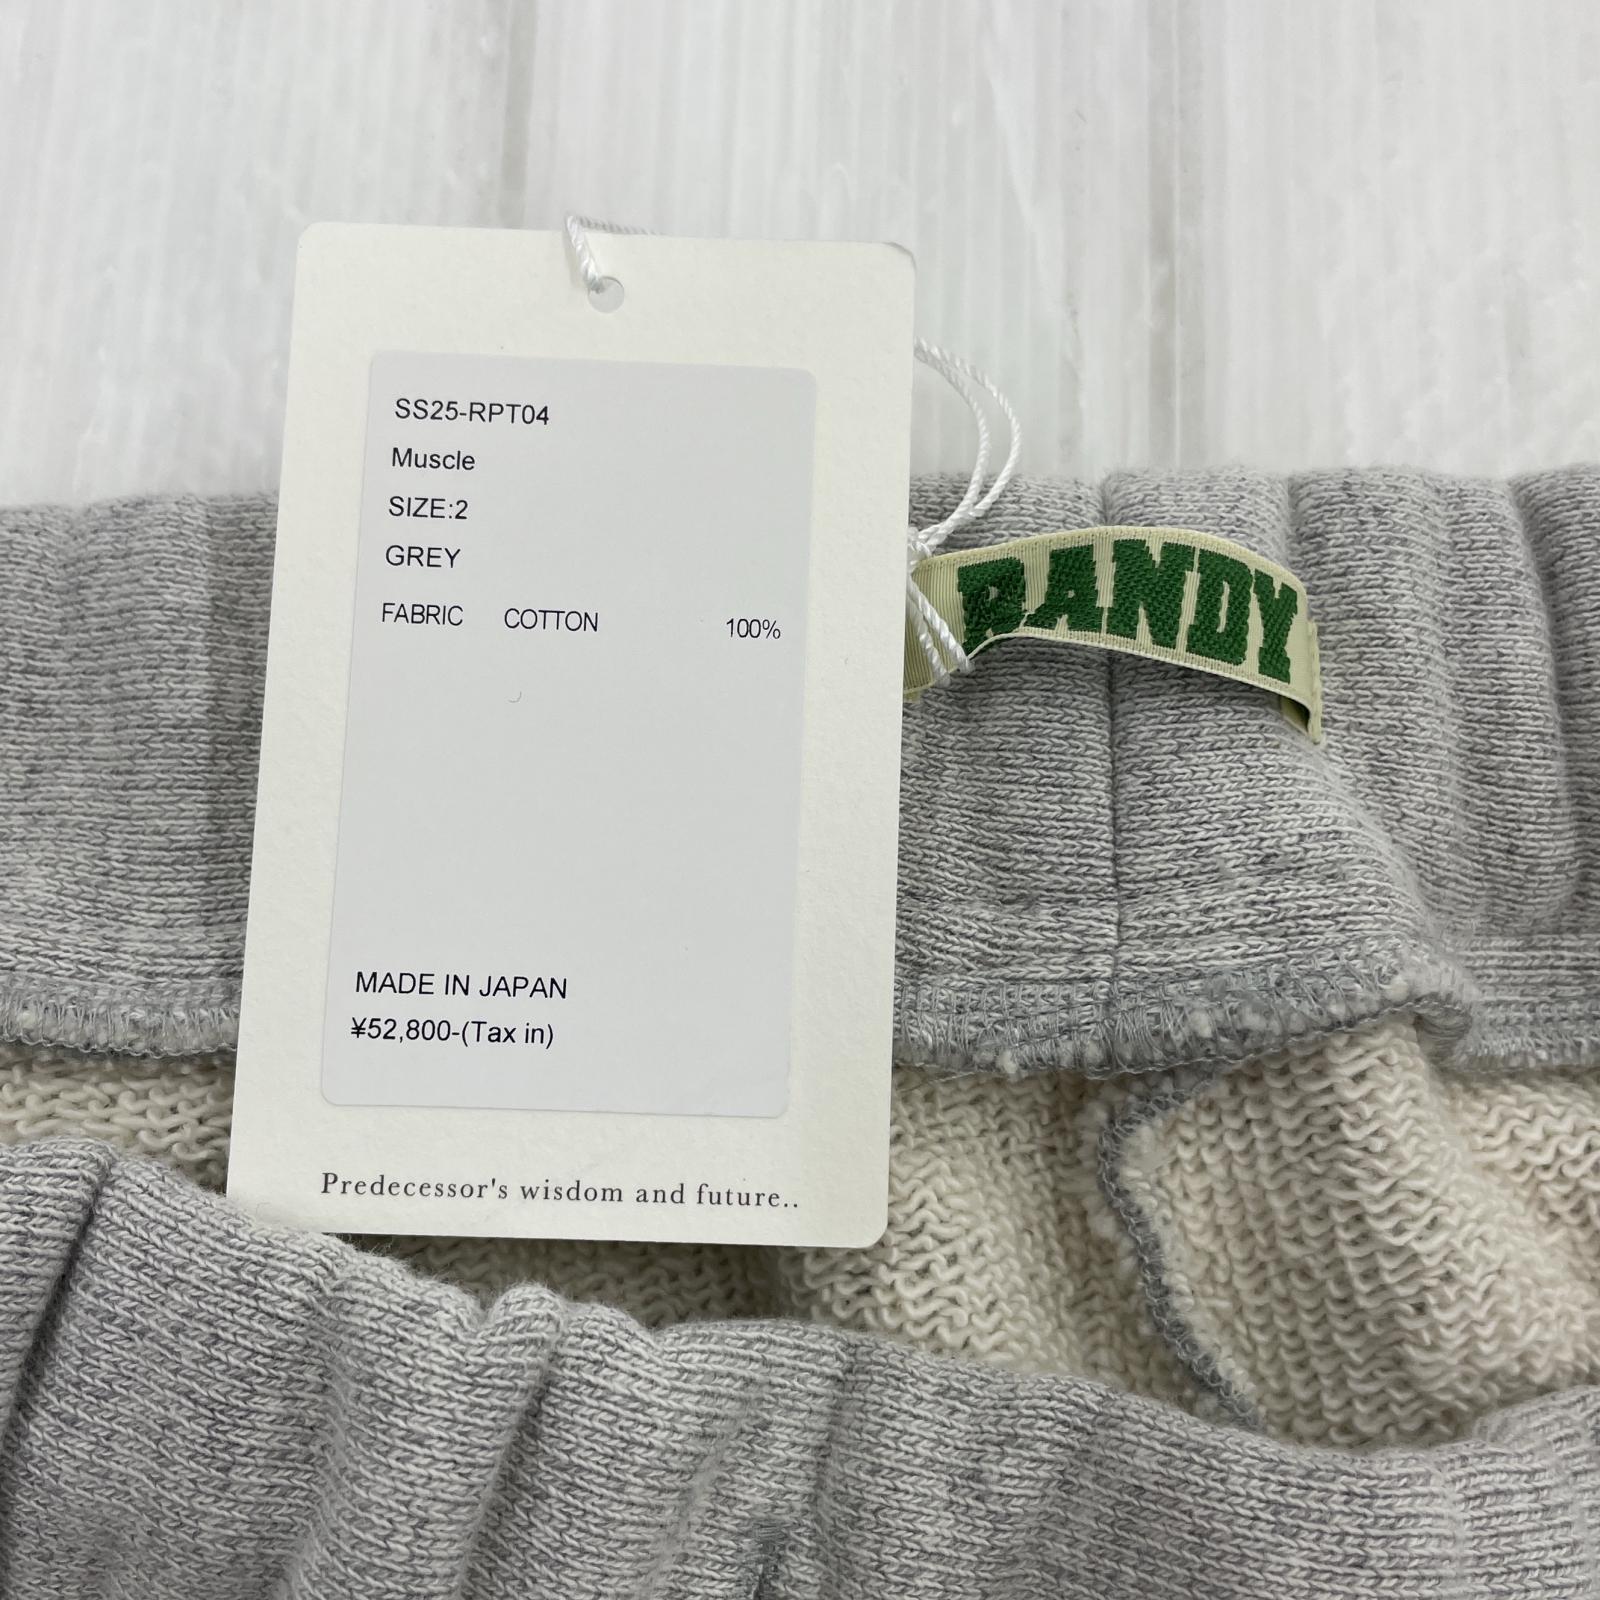 SS25-RPT04
Muscle
SIZE:2
GREY
FABRIC COTTON 100%
MADE IN JAPAN
¥52,800-(Tax in)
Predecessor's wisdom and future..
RANDY